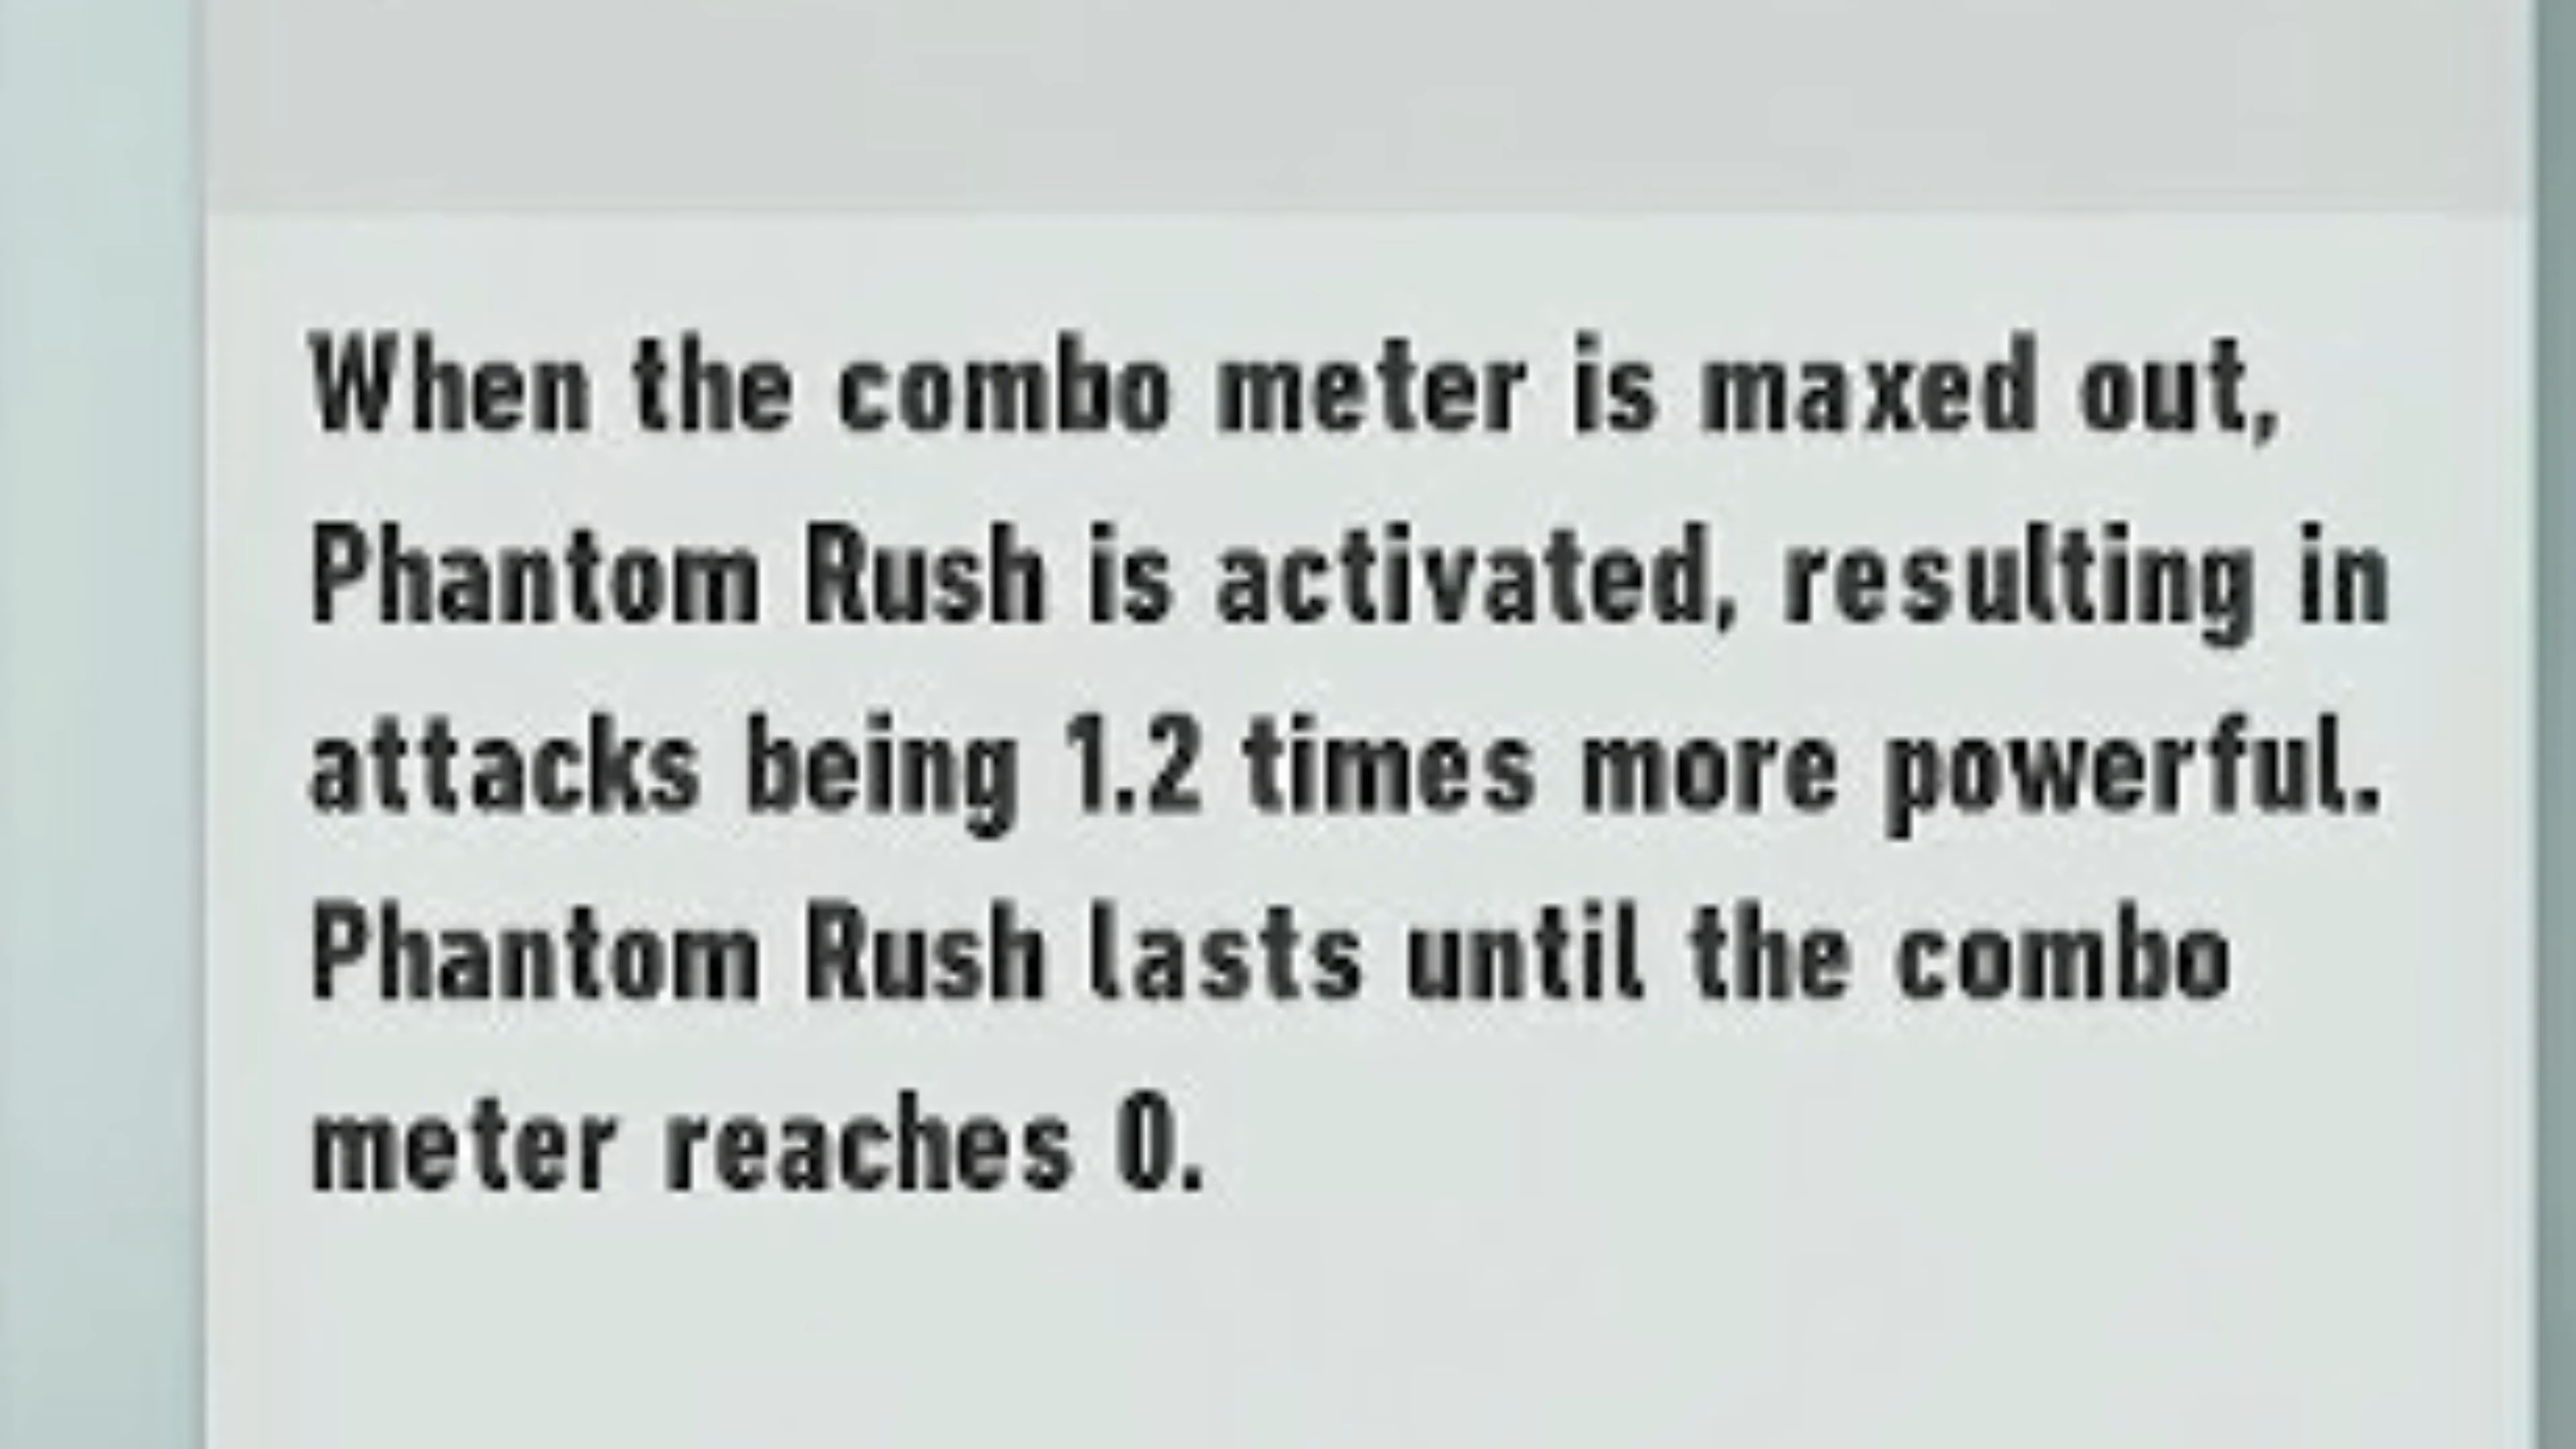 When the combo meter is maxed out,
Phantom Rush is activated, resulting in
attacks being 1.2 times more powerful.
Phantom Rush lasts until the combo
meter reaches 0.